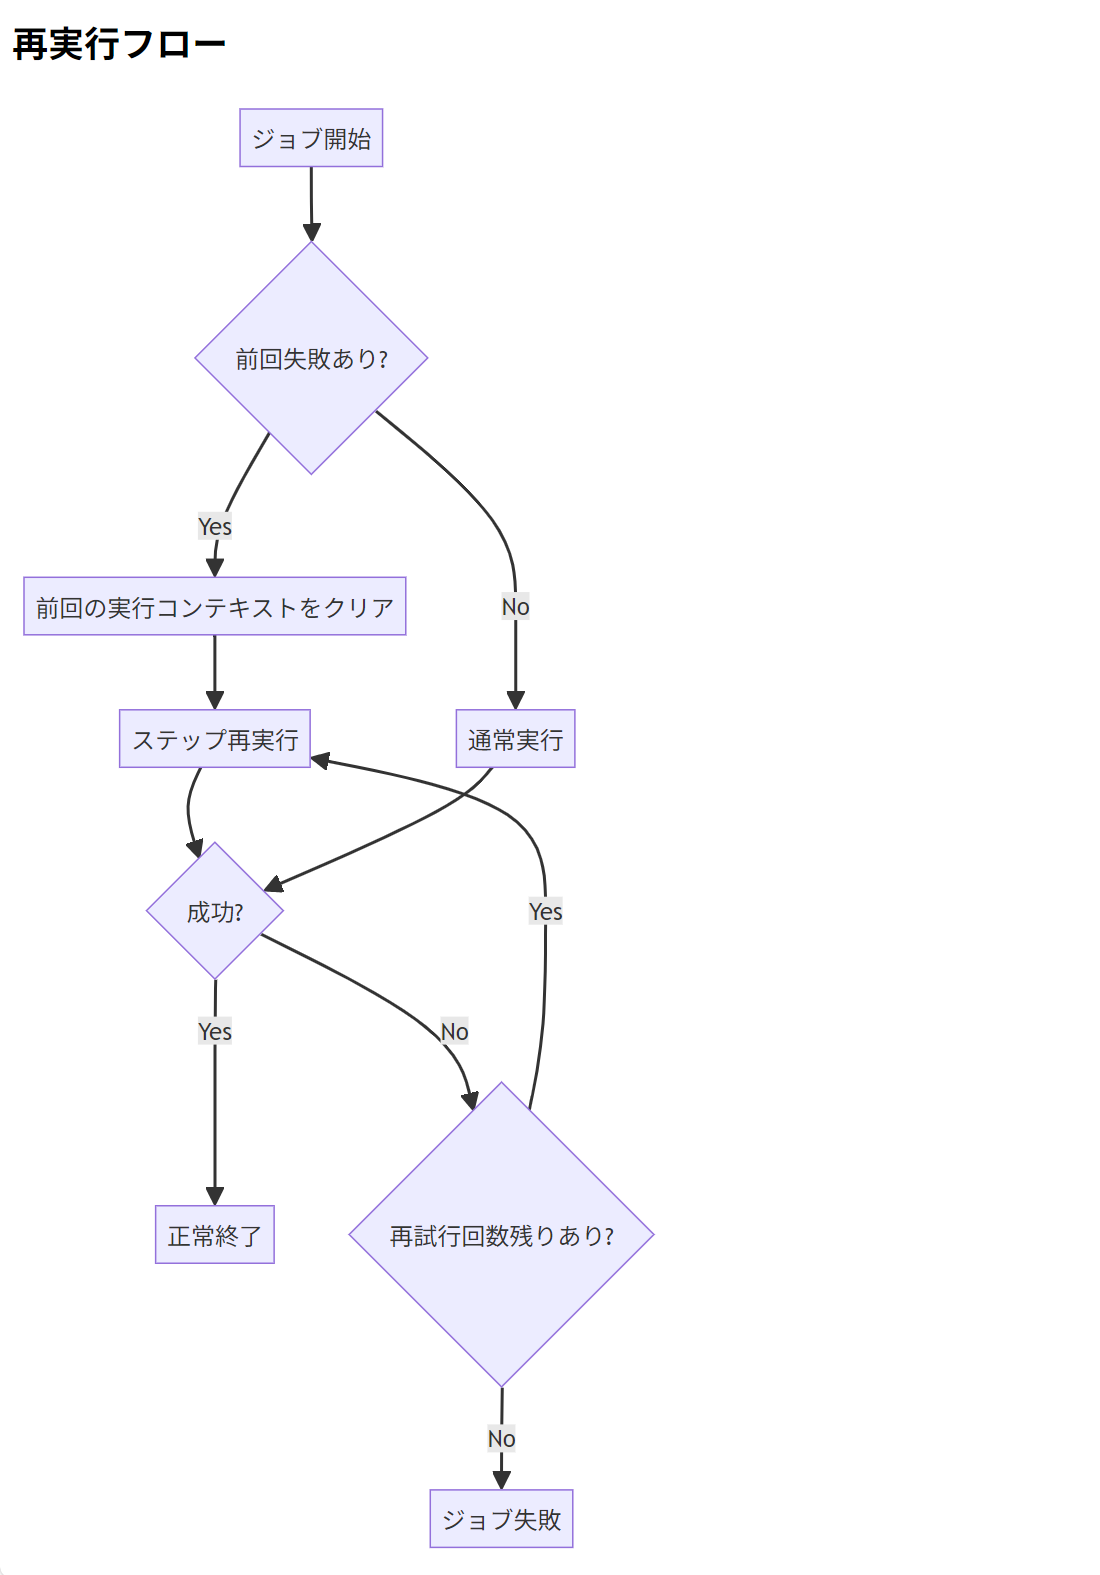 再実行フロー
ジョブ開始
前回失敗あり?
Yes
前回の実行コンテキストをクリア
No
ステップ再実行
通常実行
成功?
Yes
Yes
No
正常終了
再試行回数残りあり?
No
ジョブ失敗